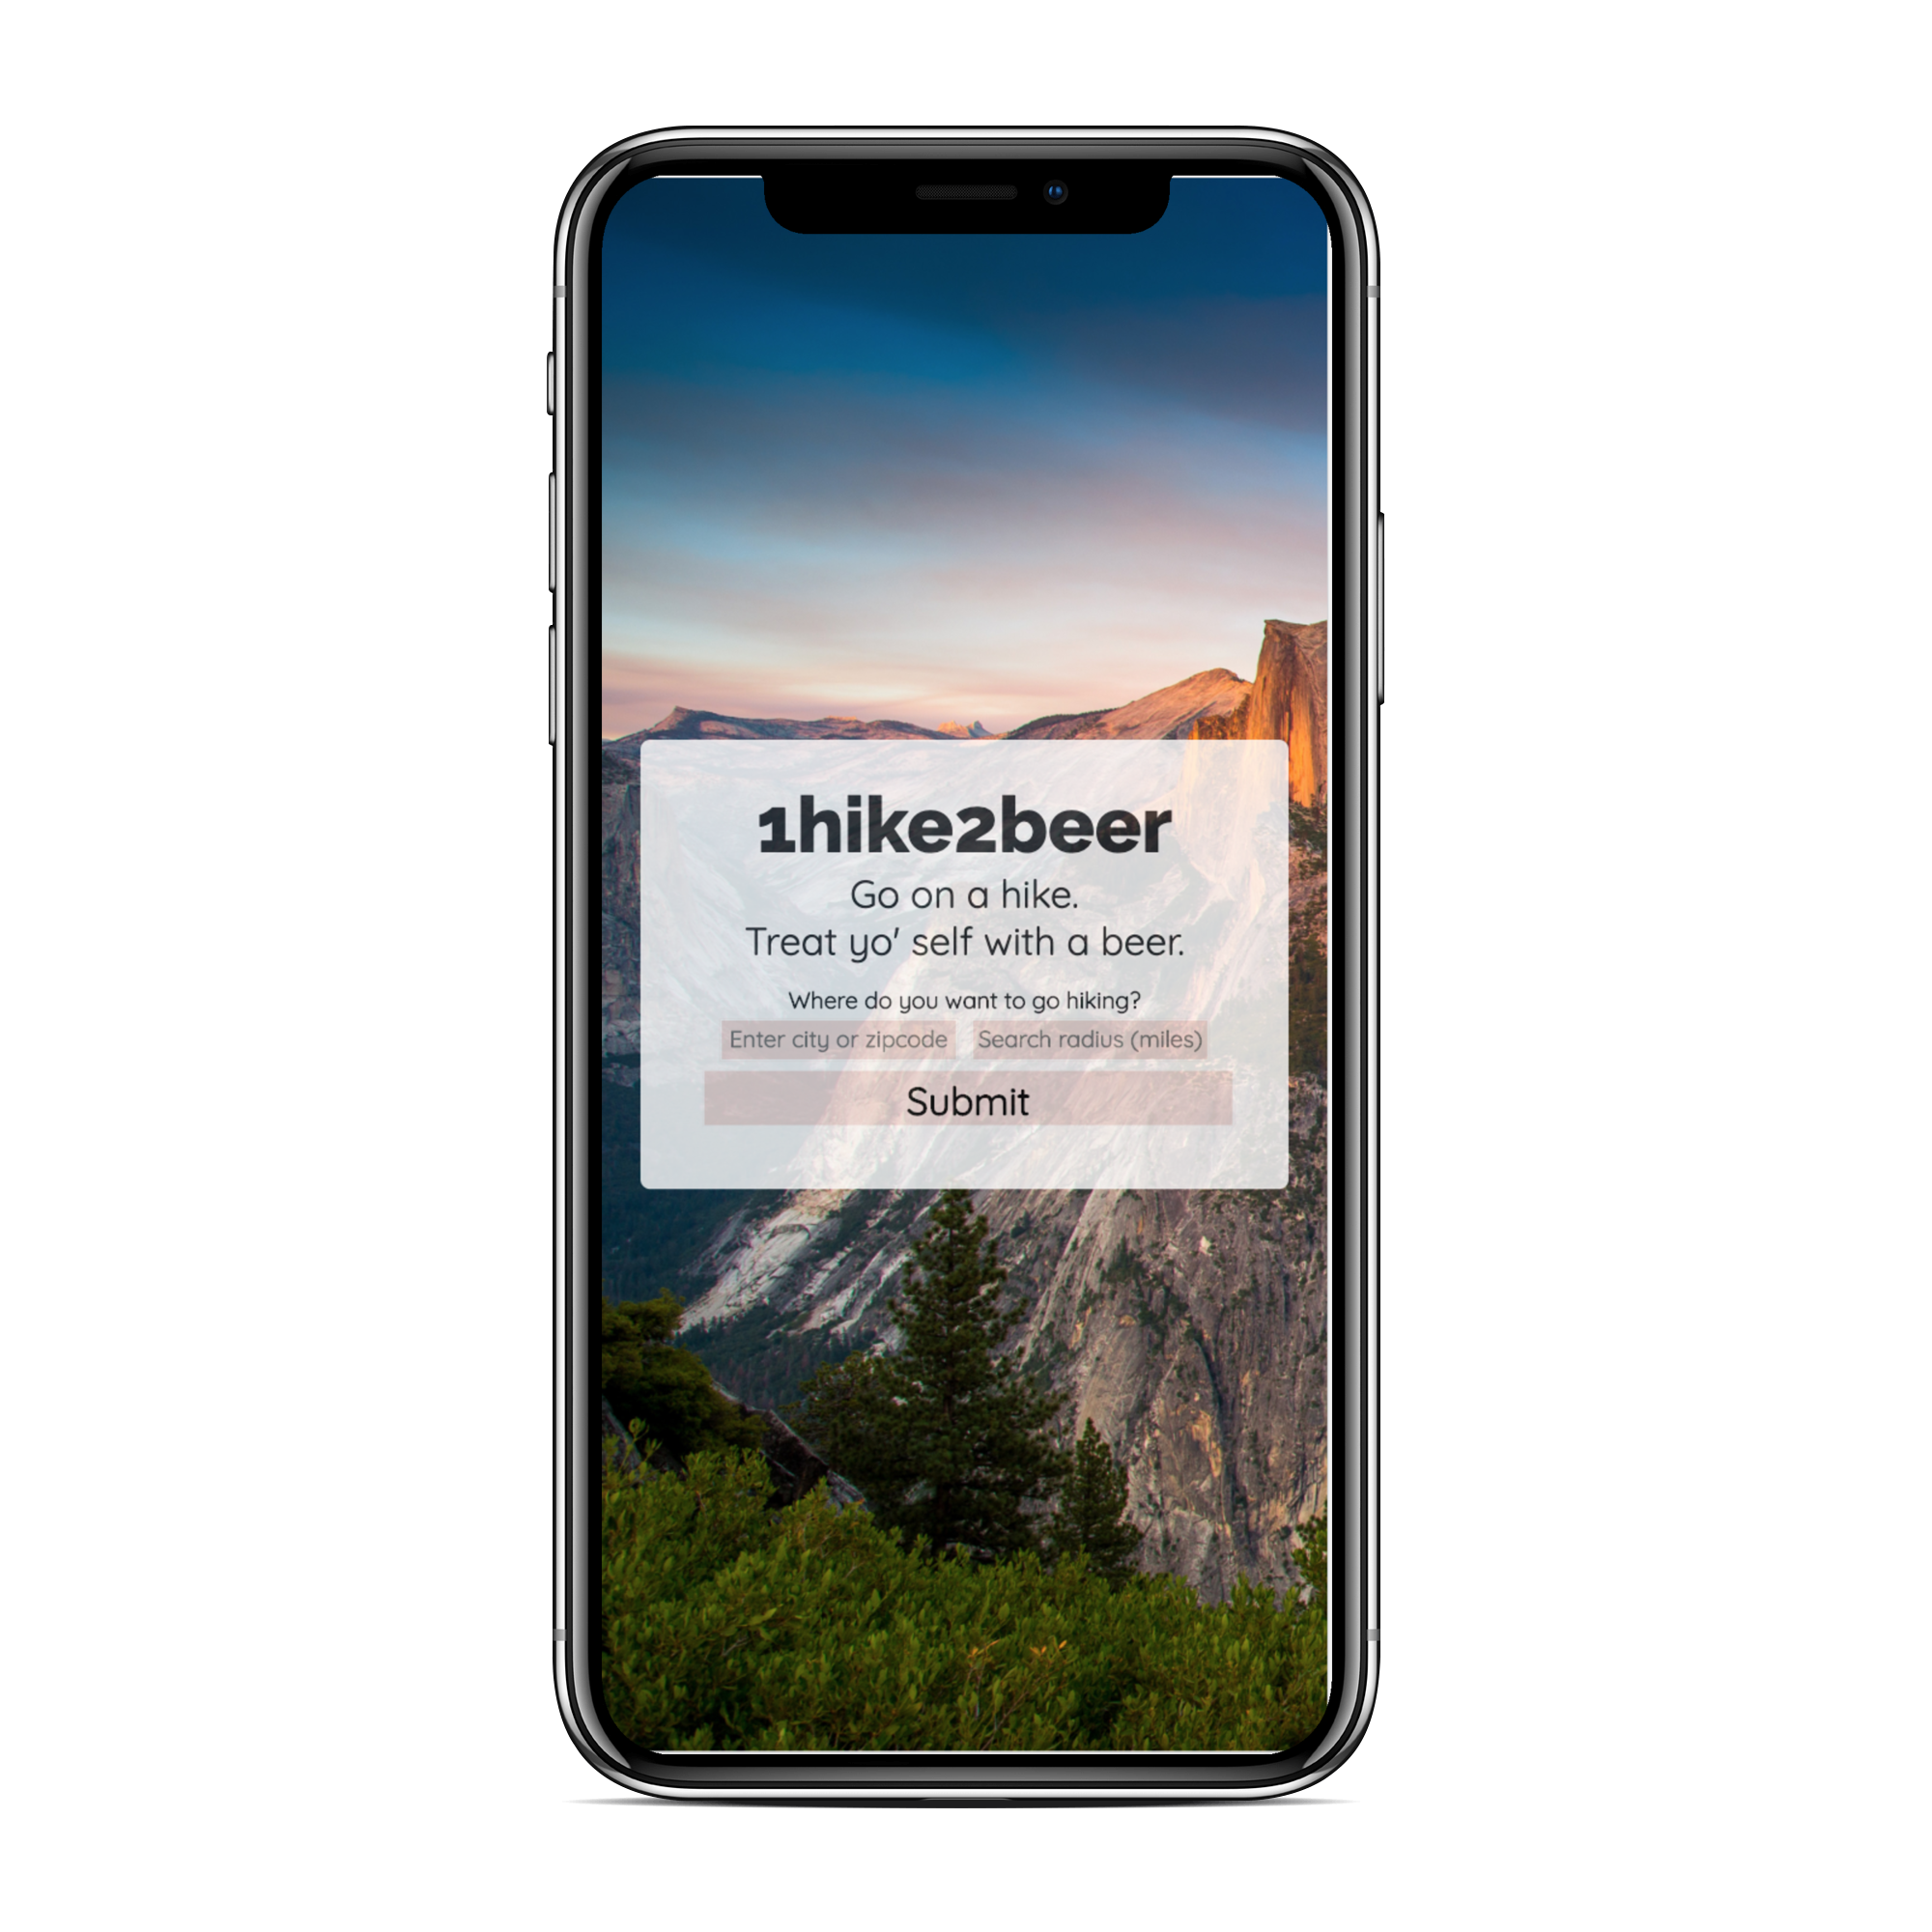 1hike2beer
Go on a hike.
Treat yo' self with a beer.
Where do you want to go hiking?
Enter city or zipcode Search radius (miles)
Submit